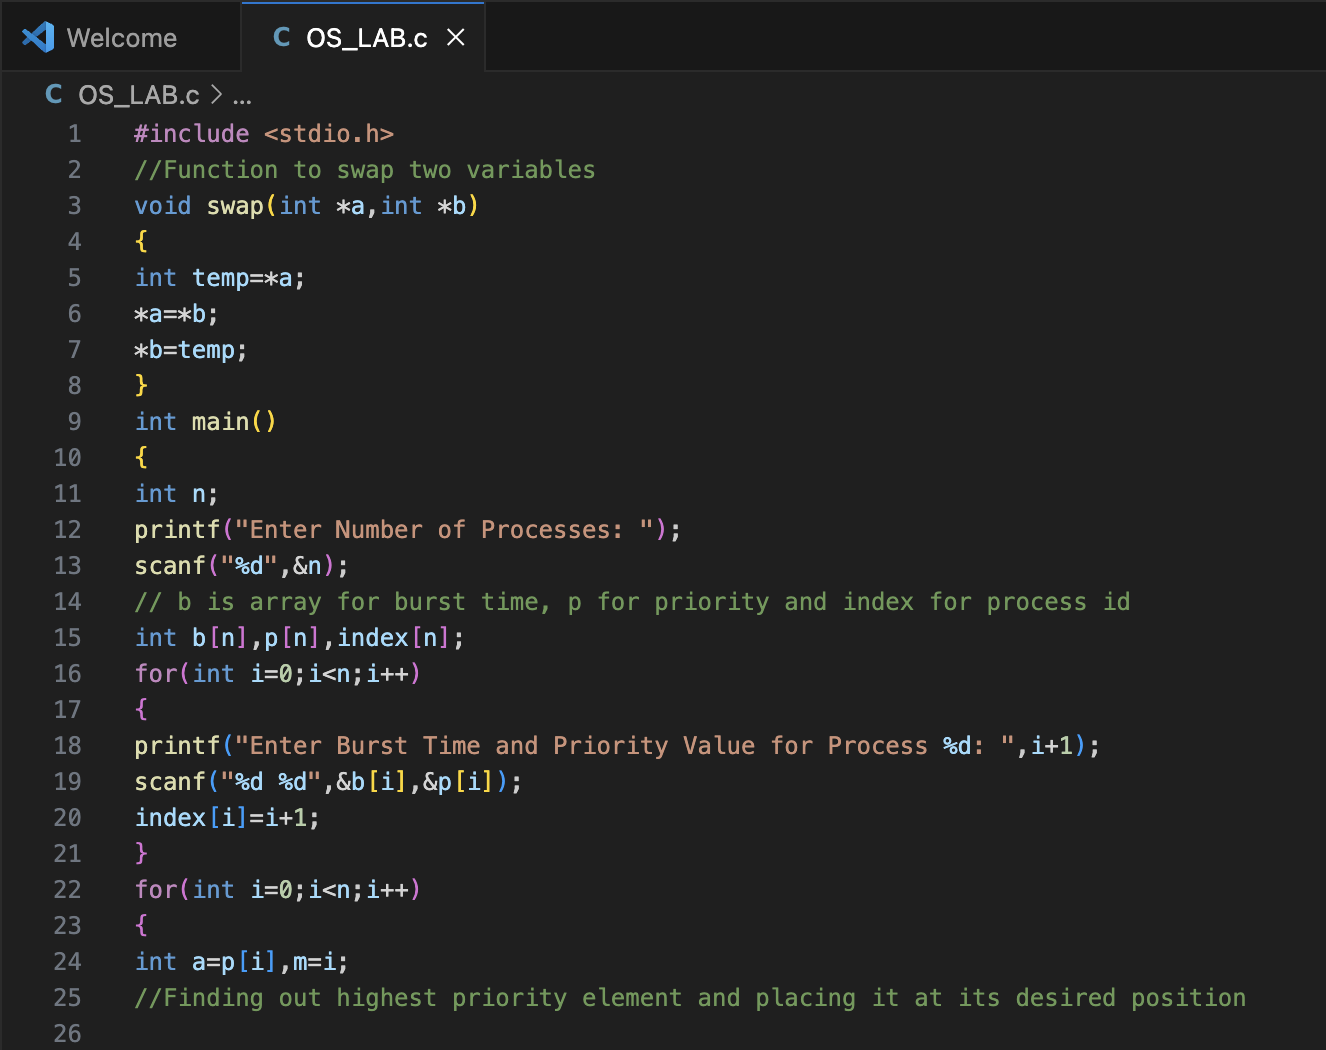 Welcome
C OS_LAB.c ×
C OS_LAB.c > ...
1 #include <stdio.h>
2 //Function to swap two variables
3 void swap(int *a,int *b)
4 {
5 int temp=*a;
6 *a=*b;
7 *b=temp;
8 }
9 int main()
10 {
11 int n;
12 printf("Enter Number of Processes: ");
13 scanf("%d",&n);
14 // b is array for burst time, p for priority and index for process id
15 int b[n],p[n],index[n];
16 for(int i=0;i<n;i++)
17 {
18 printf("Enter Burst Time and Priority Value for Process %d: ",i+1);
19 scanf("%d %d",&b[i],&p[i]);
20 index[i]=i+1;
21 }
22 for(int i=0;i<n;i++)
23 {
24 int a=p[i],m=i;
25 //Finding out highest priority element and placing it at its desired position
26